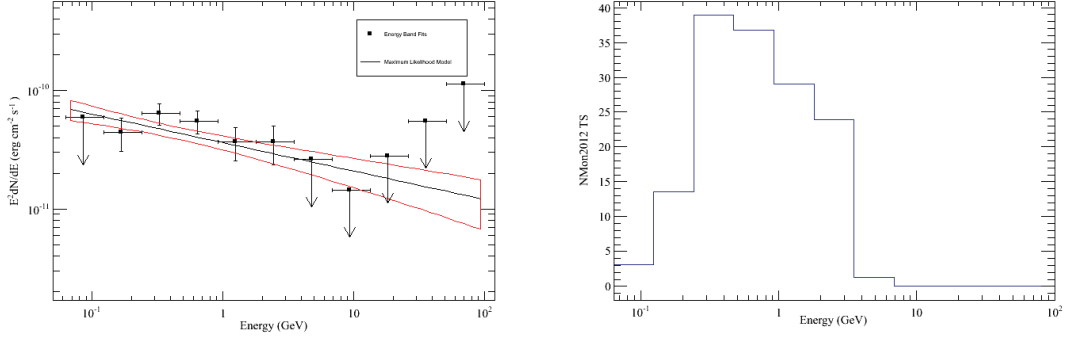 Energy Band Fits
Maximum Likelihood Model
10⁻¹⁰
10⁻¹¹
E²dN/dE (erg cm⁻² s⁻¹)
10⁻¹ 1 10 10²
Energy (GeV)
40
35
30
25
20
15
10
5
0
NMon2012 TS
10⁻¹ 1 10 10²
Energy (GeV)